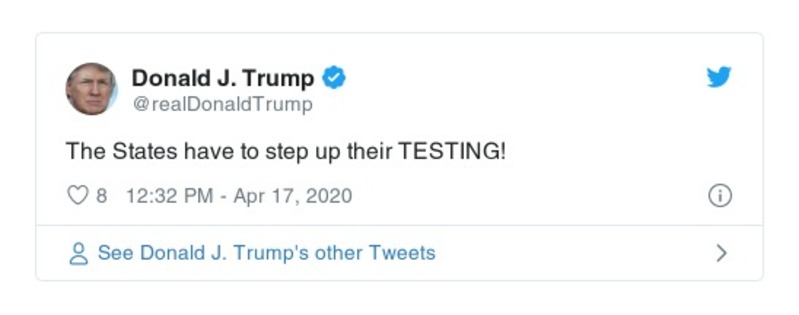 Donald J. Trump
@realDonaldTrump
The States have to step up their TESTING!
8 12:32 PM - Apr 17, 2020
See Donald J. Trump's other Tweets